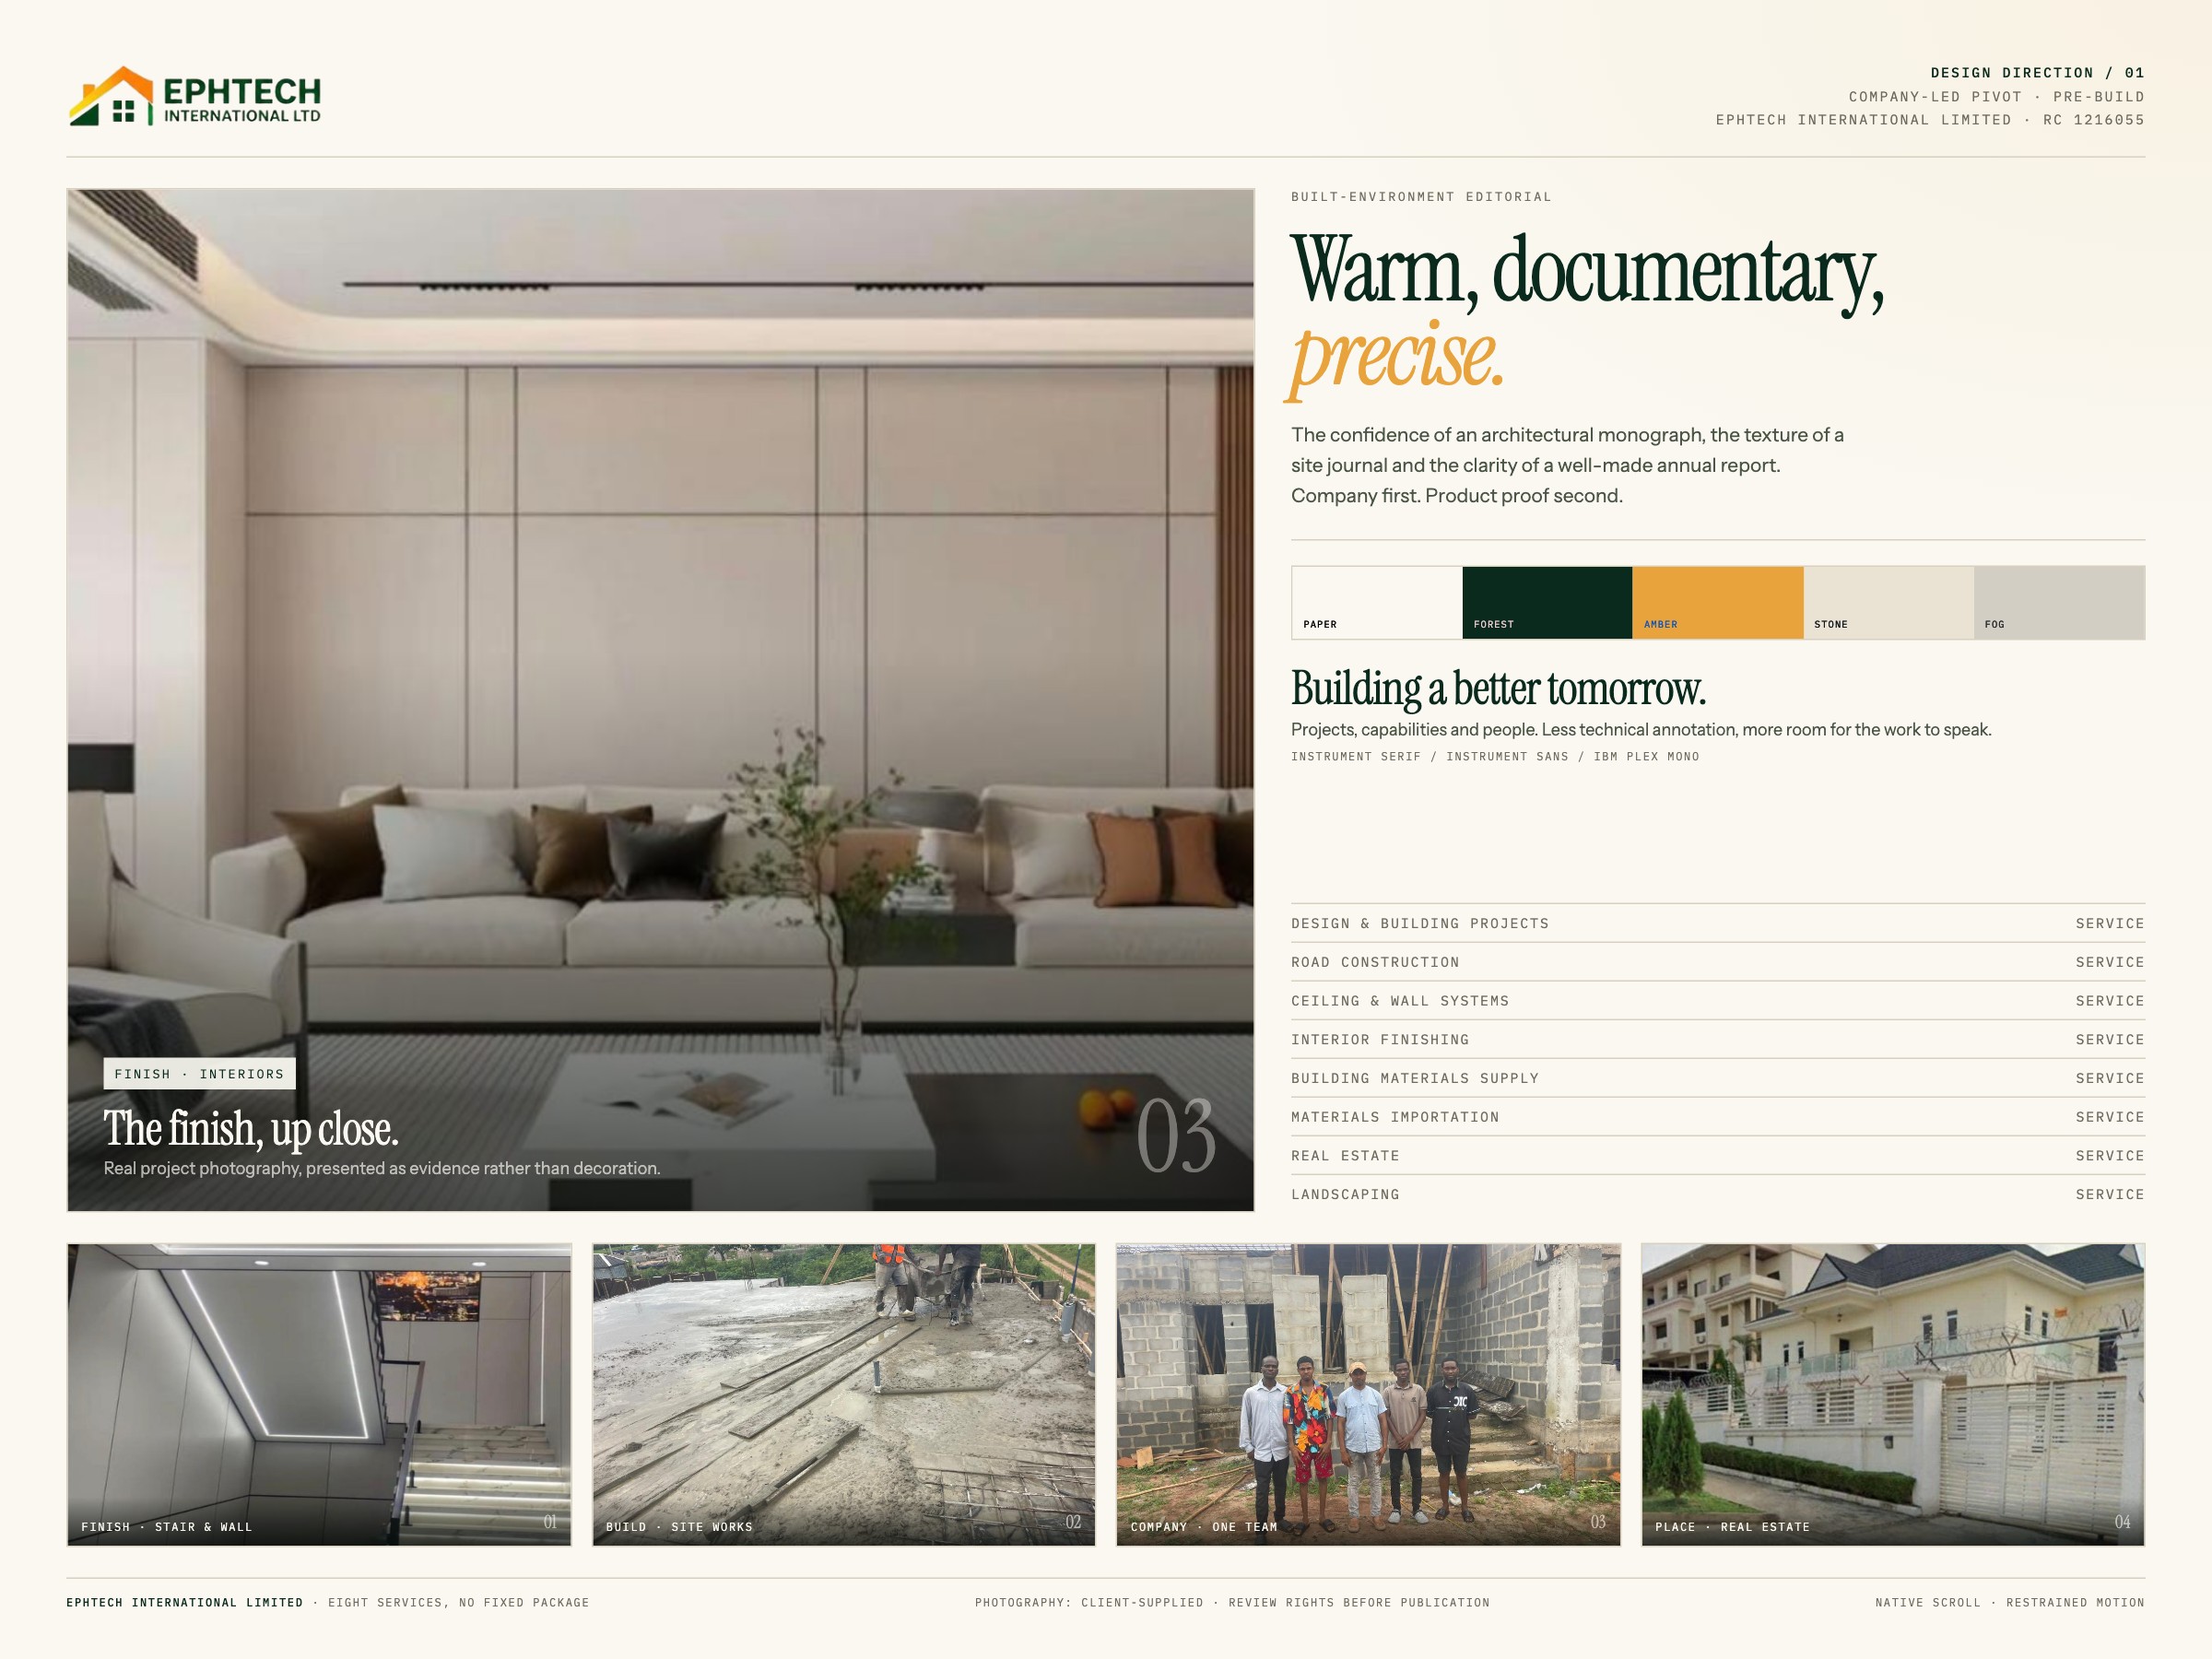 EPHTECH
INTERNATIONAL LTD
DESIGN DIRECTION / 01
COMPANY-LED PIVOT · PRE-BUILD
EPHTECH INTERNATIONAL LIMITED · RC 1216055
BUILT-ENVIRONMENT EDITORIAL
Warm, documentary,
precise.
The confidence of an architectural monograph, the texture of a
site journal and the clarity of a well-made annual report.
Company first. Product proof second.
PAPER
FOREST
AMBER
STONE
FOG
Building a better tomorrow.
Projects, capabilities and people. Less technical annotation, more room for the work to speak.
INSTRUMENT SERIF / INSTRUMENT SANS / IBM PLEX MONO
DESIGN & BUILDING PROJECTS SERVICE
ROAD CONSTRUCTION SERVICE
CEILING & WALL SYSTEMS SERVICE
INTERIOR FINISHING SERVICE
BUILDING MATERIALS SUPPLY SERVICE
MATERIALS IMPORTATION SERVICE
REAL ESTATE SERVICE
LANDSCAPING SERVICE
FINISH · INTERIORS
The finish, up close.
Real project photography, presented as evidence rather than decoration.
03
FINISH · STAIR & WALL 01
BUILD · SITE WORKS 02
COMPANY · ONE TEAM 03
PLACE · REAL ESTATE 04
EPHTECH INTERNATIONAL LIMITED · EIGHT SERVICES, NO FIXED PACKAGE
PHOTOGRAPHY: CLIENT-SUPPLIED · REVIEW RIGHTS BEFORE PUBLICATION
NATIVE SCROLL · RESTRAINED MOTION